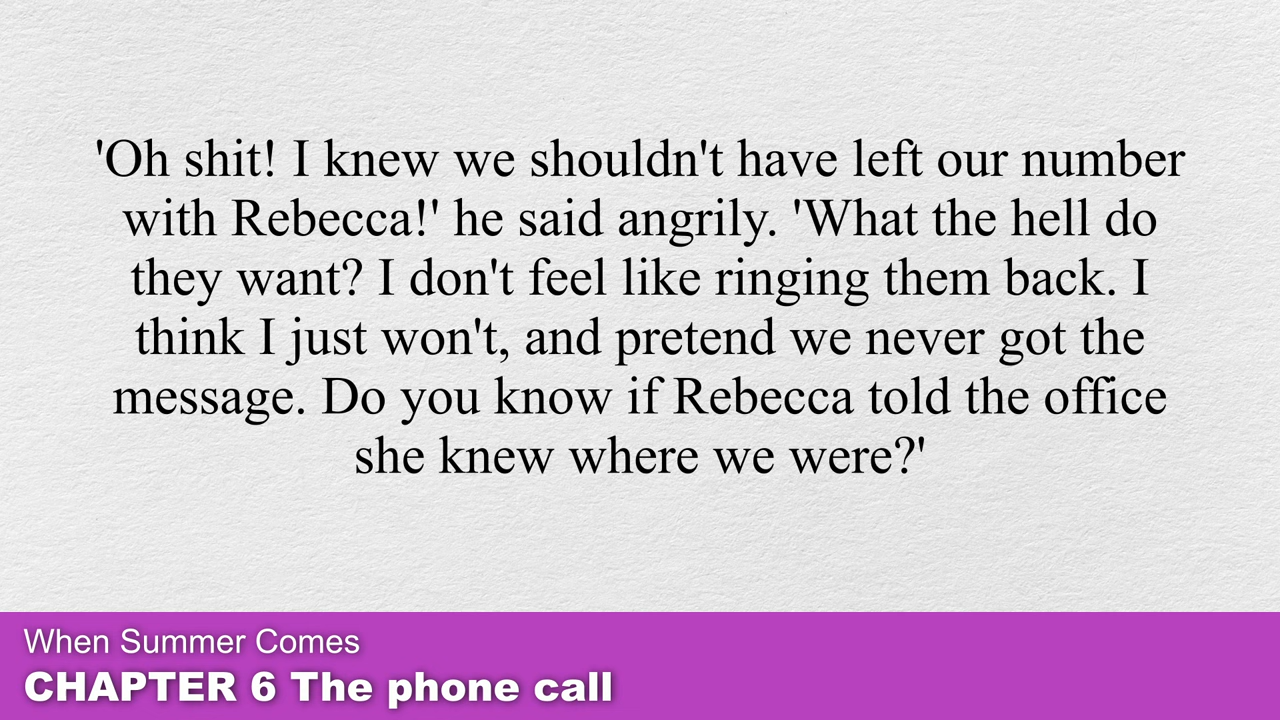 'Oh shit! I knew we shouldn't have left our number
with Rebecca!' he said angrily. 'What the hell do
they want? I don't feel like ringing them back. I
think I just won't, and pretend we never got the
message. Do you know if Rebecca told the office
she knew where we were?'
When Summer Comes
CHAPTER 6 The phone call